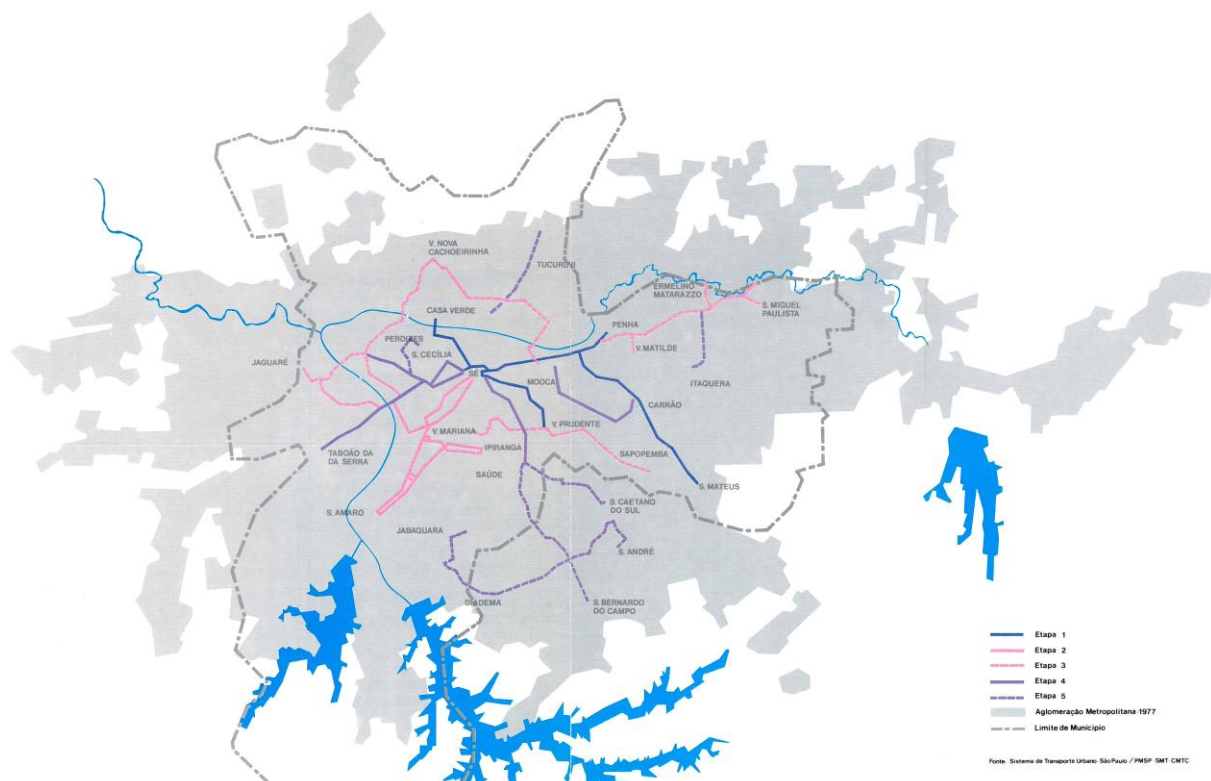 V. NOVA
CACHOEIRINHA
TUCURUVI
ERMELINO
MATARAZZO
S. MIGUEL
PAULISTA
CASA VERDE
PENHA
PERDIZES
S. CECÍLIA
V. MATILDE
JAGUARÉ
SÉ
MOOCA
ITAQUERA
CARRÃO
V. MARIANA
V. PRUDENTE
TABOÃO DA
DA SERRA
IPIRANGA
SAPOPEMBA
SAÚDE
S. MATEUS
S. AMARO
S. CAETANO
DO SUL
JABAQUARA
S. ANDRÉ
DIADEMA
S. BERNARDO
DO CAMPO
Etapa 1
Etapa 2
Etapa 3
Etapa 4
Etapa 5
Aglomeração Metropolitana-1977
Limite de Município
Fonte: Sistema de Transporte Urbano São Paulo / PMSP-SMT-CMTC